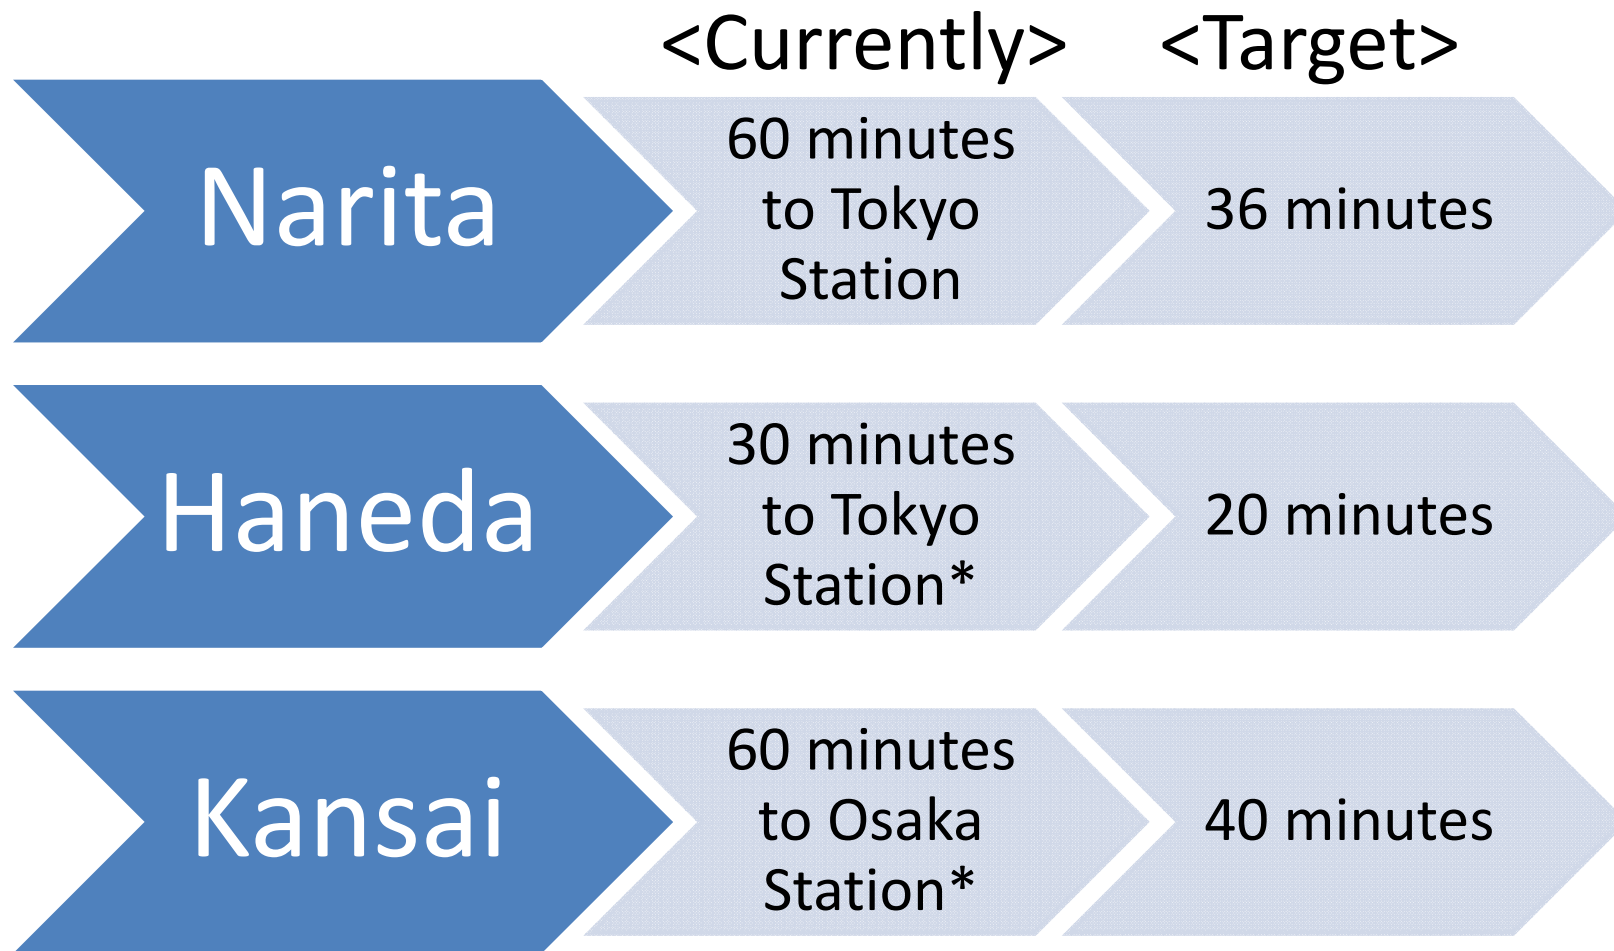 <Currently> <Target>
Narita
60 minutes
to Tokyo
Station
36 minutes
Haneda
30 minutes
to Tokyo
Station*
20 minutes
Kansai
60 minutes
to Osaka
Station*
40 minutes